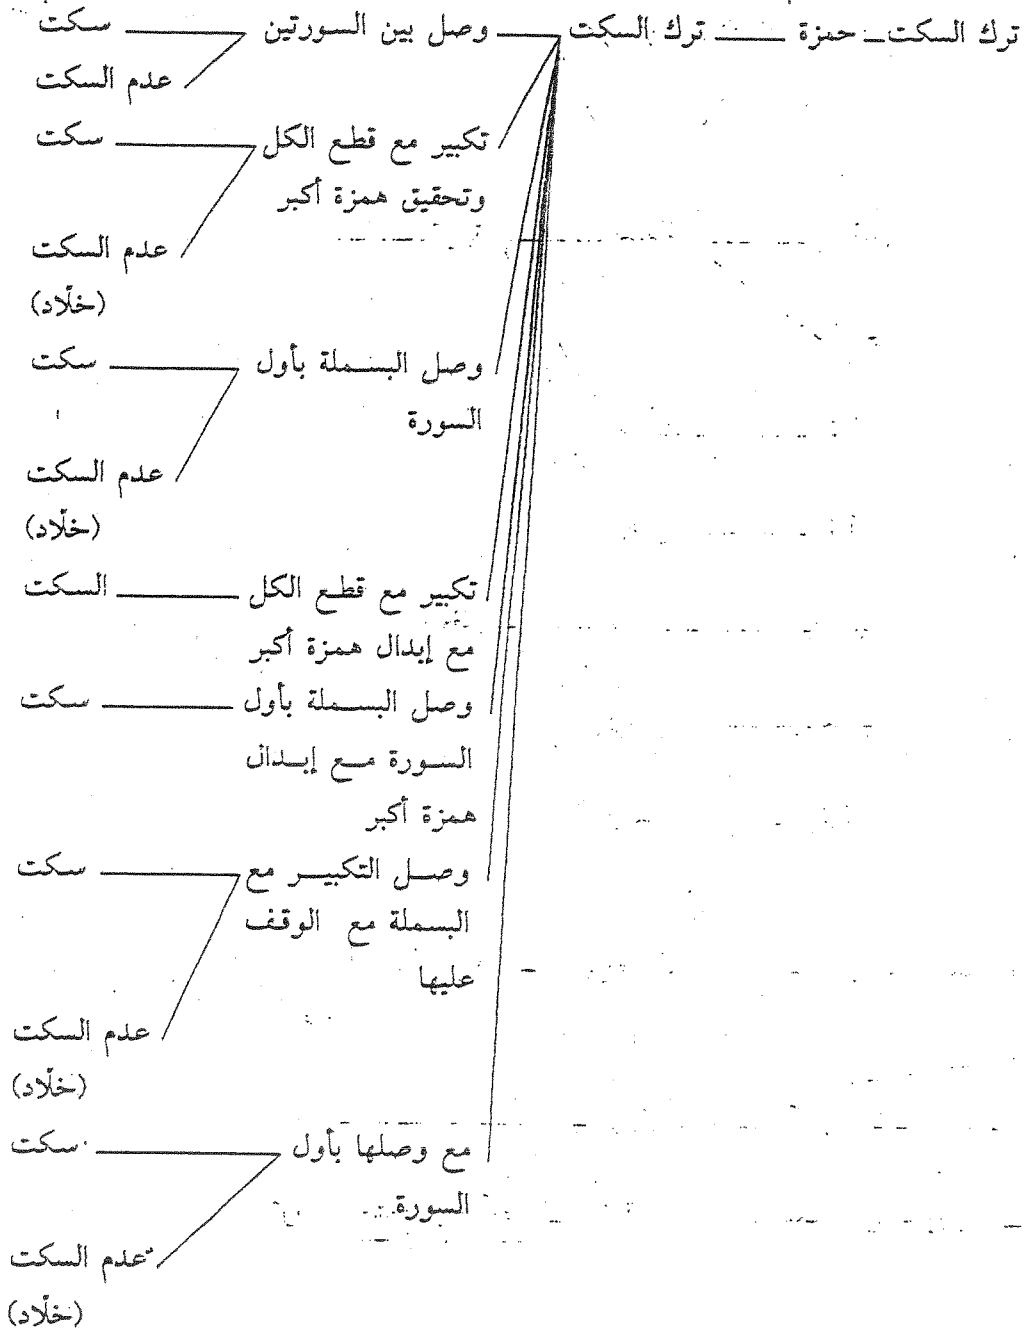 ترك السكت حمزة ترك السكت وصل بين السورتين سكت
عدم السكت
تكبير مع قطع الكل سكت
وتحقيق همزة أكبر
عدم السكت
(خلّاد)
وصل البسملة بأول سكت
السورة
عدم السكت
(خلّاد)
تكبير مع قطع الكل السكت
مع إبدال همزة أكبر
وصل البسملة بأول سكت
السورة مع إبدال
همزة أكبر
وصل التكبير مع سكت
البسملة مع الوقف
عليها
عدم السكت
(خلّاد)
مع وصلها بأول سكت
السورة
عدم السكت
(خلّاد)